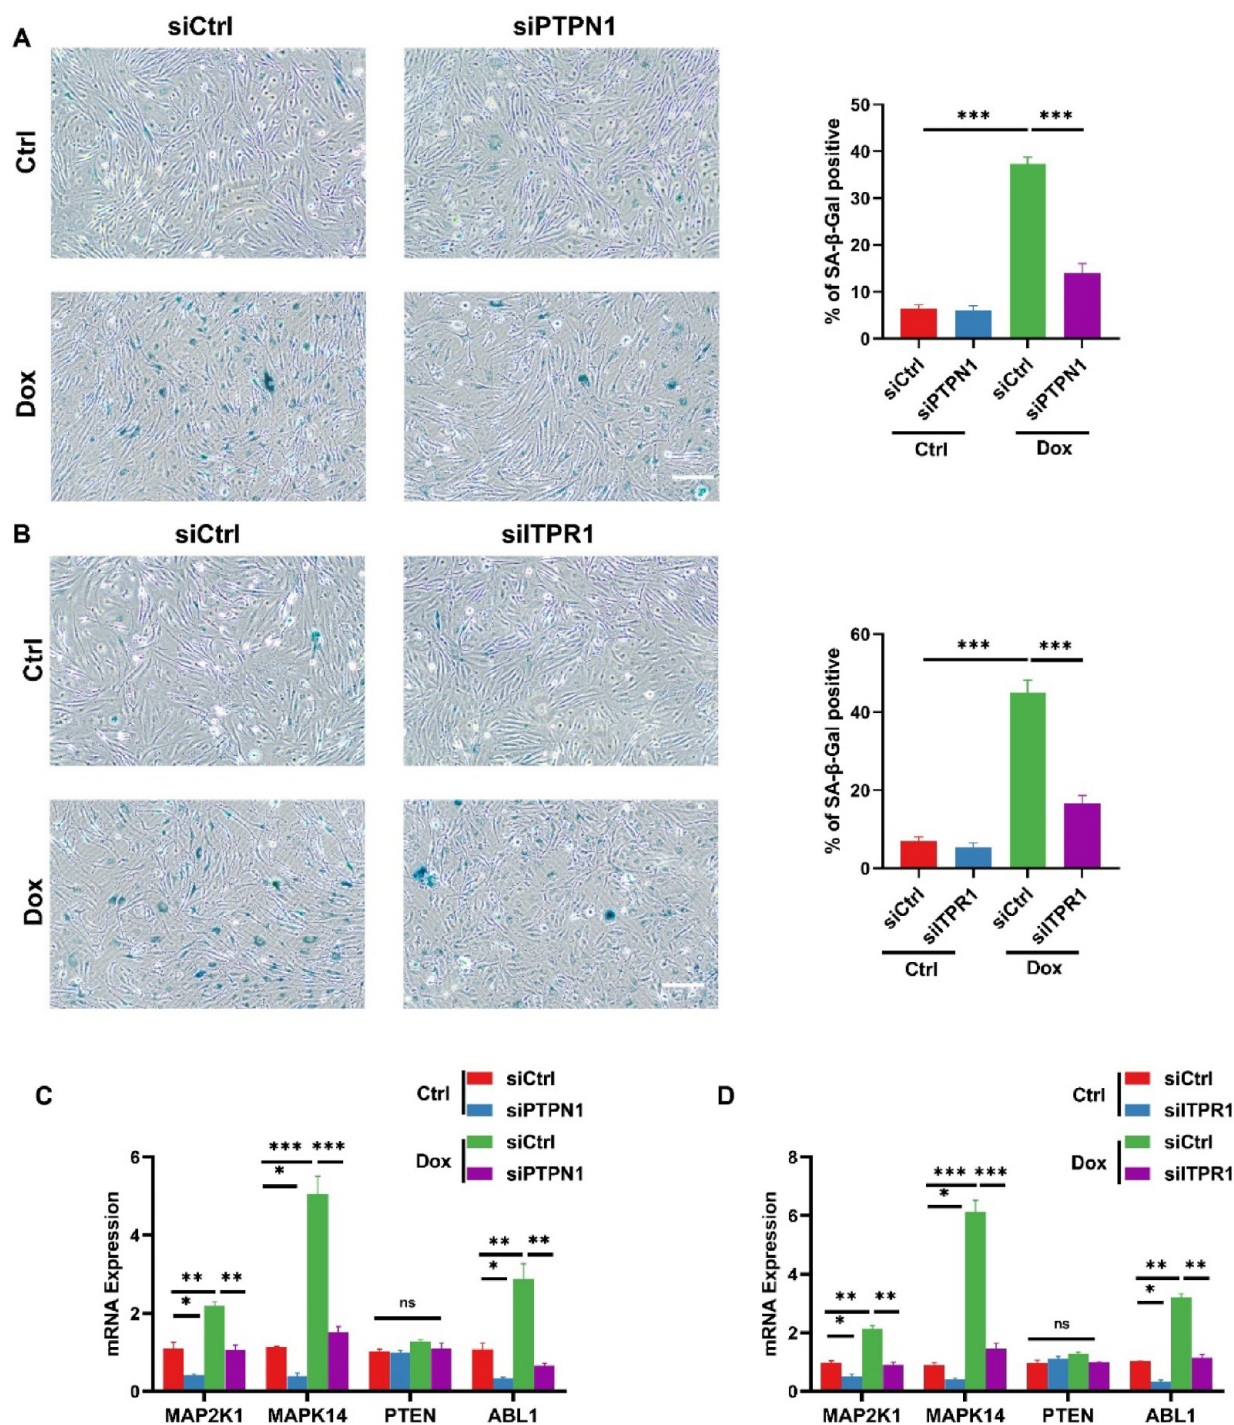 A
siCtrl
siPTPN1
Ctrl
Dox
% of SA-β-Gal positive
50
40
30
20
10
0
***
***
siCtrl
siPTPN1
siCtrl
siPTPN1
Ctrl
Dox
B
siCtrl
siITPR1
Ctrl
Dox
% of SA-β-Gal positive
60
40
20
0
***
***
siCtrl
siITPR1
siCtrl
siITPR1
Ctrl
Dox
C
Ctrl
siCtrl
siPTPN1
Dox
siCtrl
siPTPN1
mRNA Expression
6
4
2
0
**
**
*
***
***
*
ns
**
**
*
MAP2K1
MAPK14
PTEN
ABL1
D
Ctrl
siCtrl
siITPR1
Dox
siCtrl
siITPR1
mRNA Expression
8
6
4
2
0
**
**
*
***
***
*
ns
**
**
*
MAP2K1
MAPK14
PTEN
ABL1